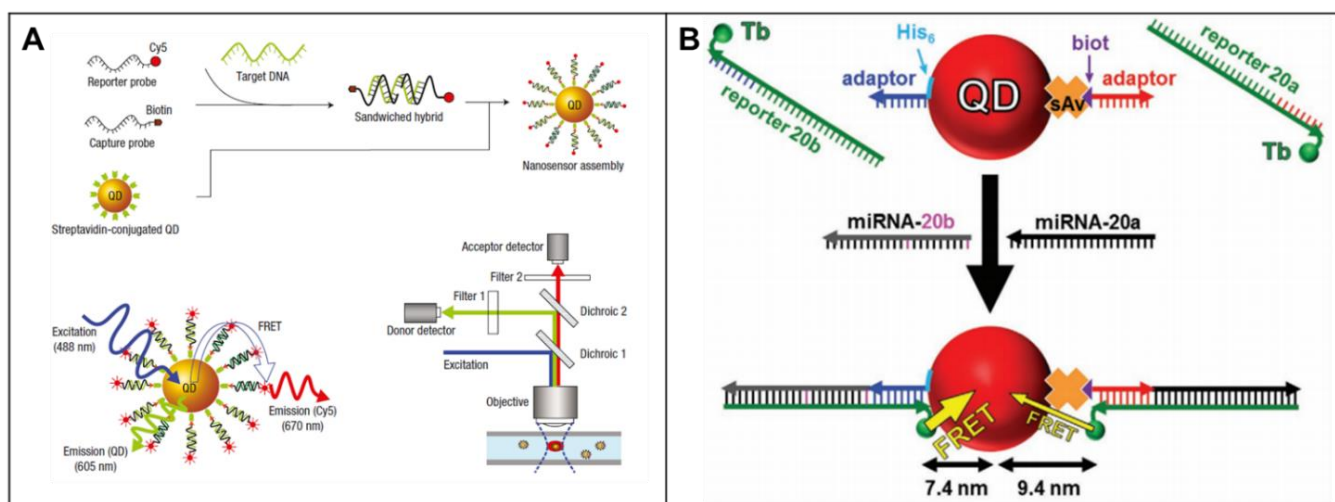 A
Cy5
Reporter probe
Target DNA
Biotin
Capture probe
Sandwiched hybrid
QD
Nanosensor assembly
QD
Streptavidin-conjugated QD
Excitation
(488 nm)
FRET
QD
Emission (Cy5)
(670 nm)
Emission (QD)
(605 nm)
Acceptor detector
Filter 2
Filter 1
Donor detector
Dichroic 2
Dichroic 1
Excitation
Objective
B
Tb
His6
biot
reporter 20a
adaptor
QD
sAv
adaptor
reporter 20b
Tb
miRNA-20b
miRNA-20a
FRET
FRET
7.4 nm
9.4 nm